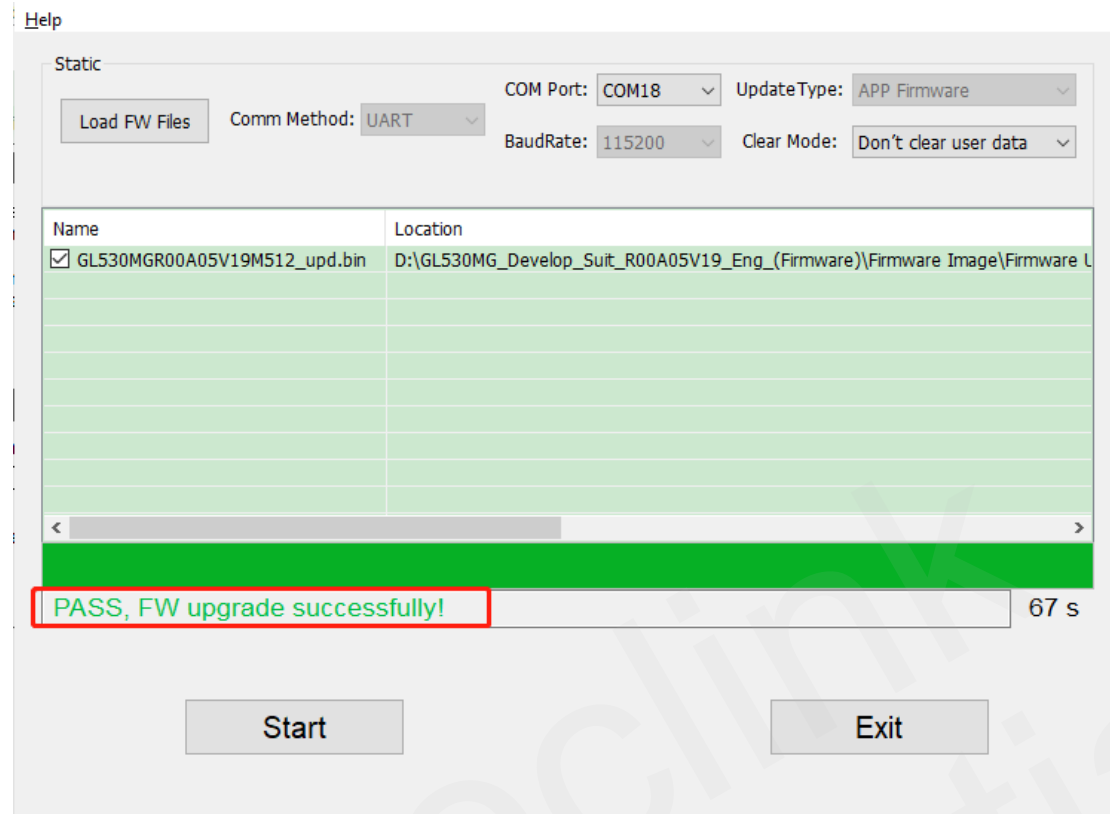 Help
Static
Load FW Files
Comm Method: UART
COM Port: COM18
UpdateType: APP Firmware
BaudRate: 115200
Clear Mode: Don't clear user data
Name Location
GL530MGR00A05V19M512_upd.bin D:\GL530MG_Develop_Suit_R00A05V19_Eng_(Firmware)\Firmware Image\Firmware
PASS, FW upgrade successfully! 67 s
Start Exit